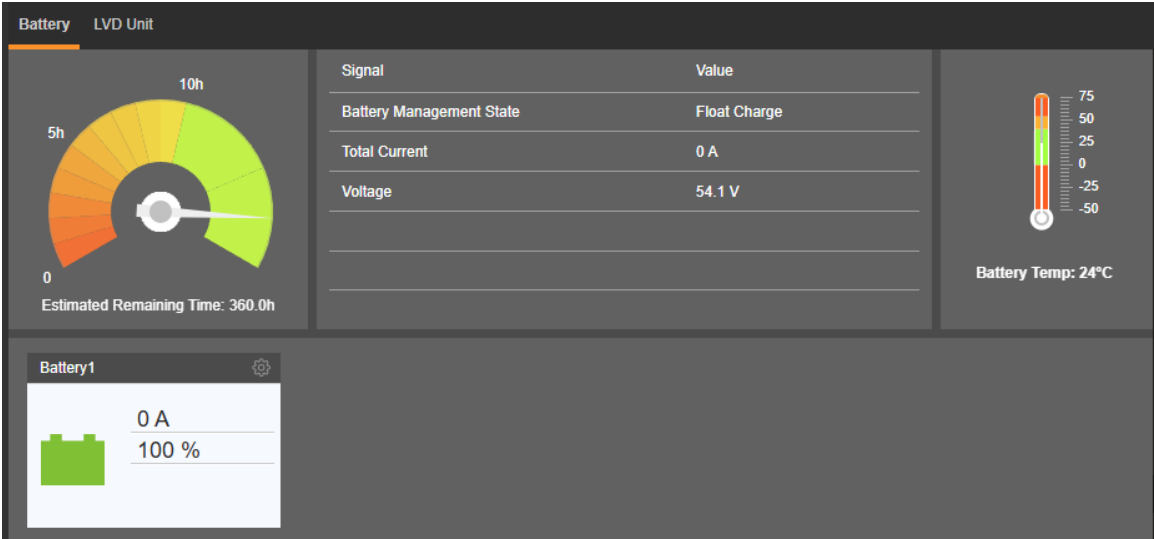 Battery LVD Unit
10h
5h
0
Estimated Remaining Time: 360.0h
Signal Value
Battery Management State Float Charge
Total Current 0 A
Voltage 54.1 V
75
50
25
0
-25
-50
Battery Temp: 24°C
Battery1
0 A
100 %